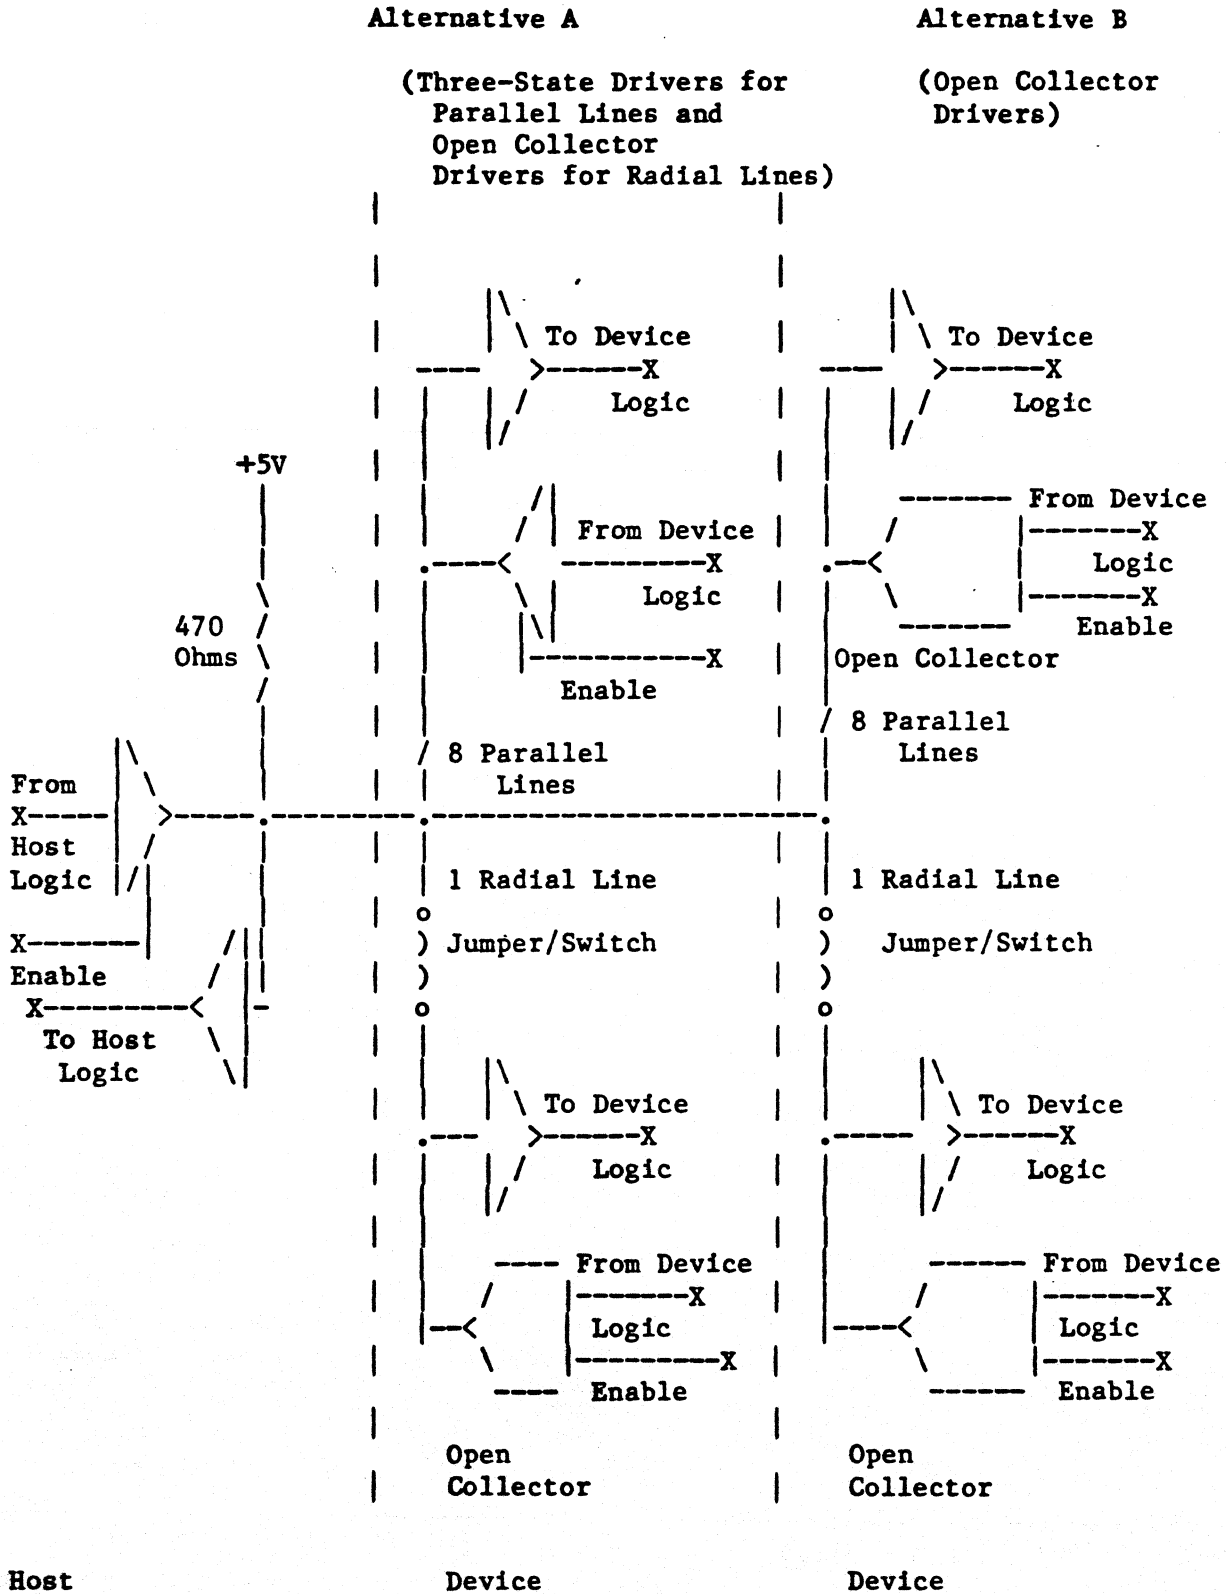 Alternative A
Alternative B
(Three-State Drivers for
Parallel Lines and
Open Collector
Drivers for Radial Lines)
(Open Collector
Drivers)
To Device
X
Logic
To Device
X
Logic
+5V
470
Ohms
From Device
X
Logic
X
Enable
From Device
X
Logic
X
Enable
Open Collector
8 Parallel
Lines
8 Parallel
Lines
From
X
Host
Logic
X
Enable
X
To Host
Logic
1 Radial Line
Jumper/Switch
1 Radial Line
Jumper/Switch
To Device
X
Logic
To Device
X
Logic
From Device
X
Logic
X
Enable
From Device
X
Logic
X
Enable
Open
Collector
Open
Collector
Host
Device
Device